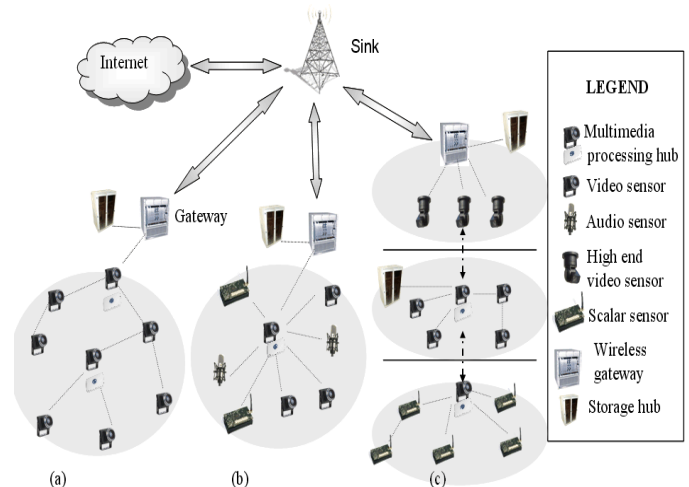 Internet
Sink
Gateway
LEGEND
Multimedia
processing hub
Video sensor
Audio sensor
High end
video sensor
Scalar sensor
Wireless
gateway
Storage hub
(a)
(b)
(c)